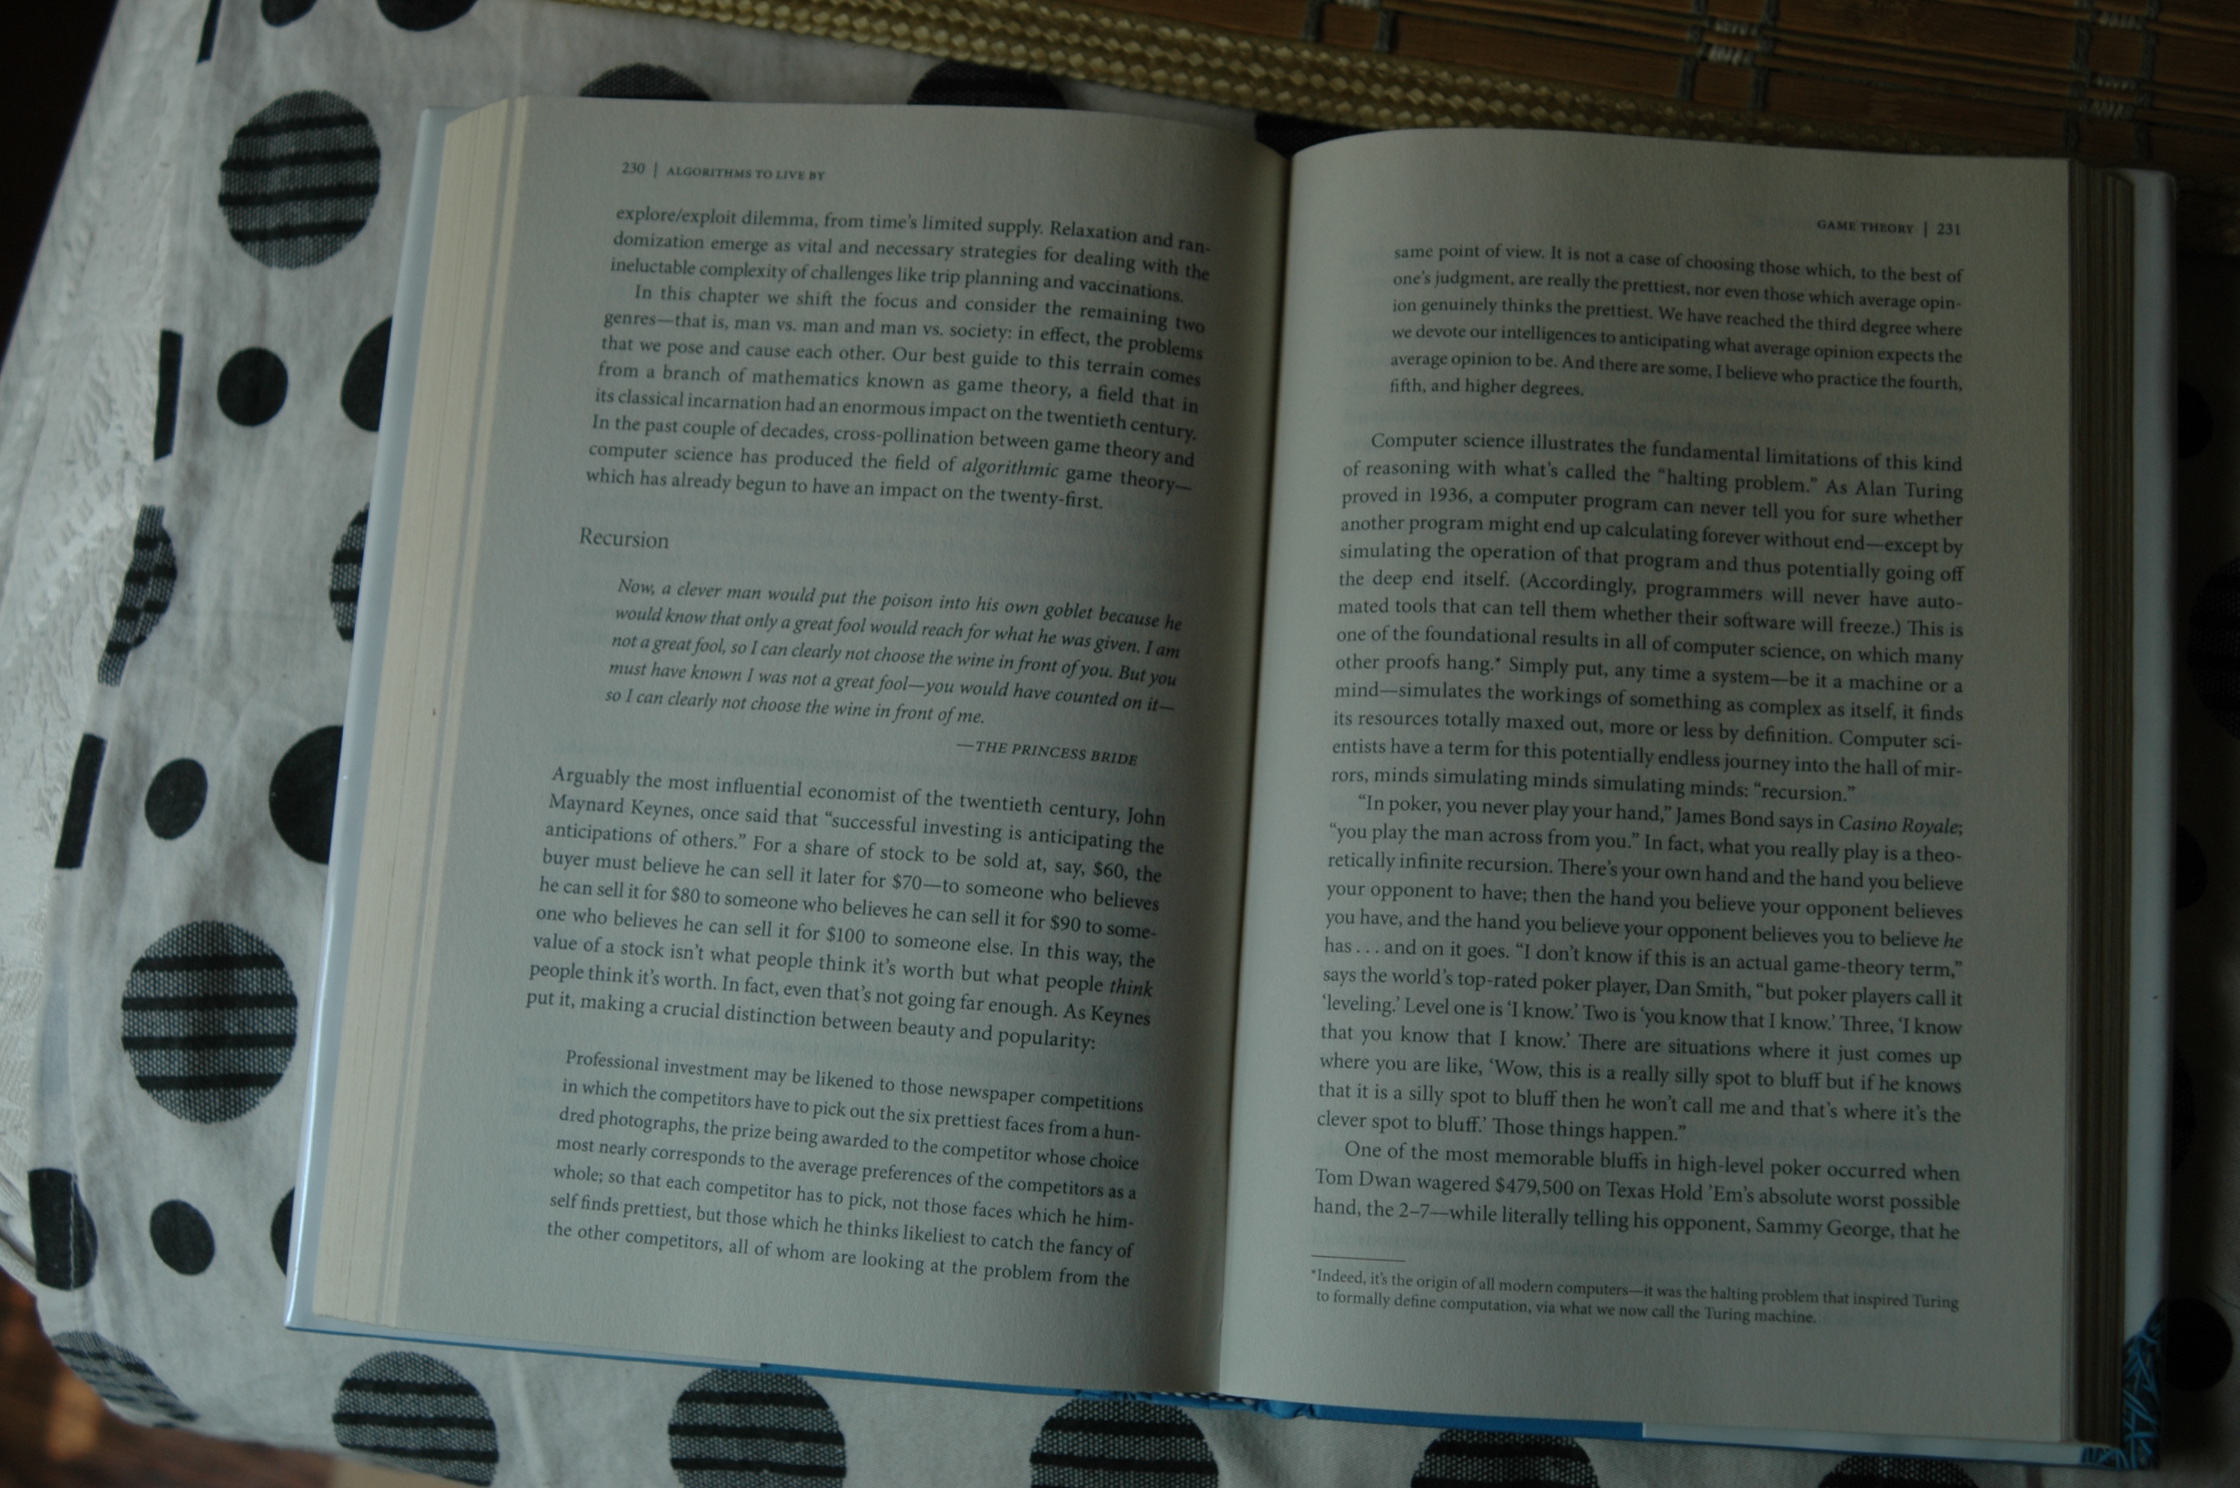 230 | ALGORITHMS TO LIVE BY
explore/exploit dilemma, from time's limited supply. Relaxation and ran-
domization emerge as vital and necessary strategies for dealing with the
ineluctable complexity of challenges like trip planning and vaccinations.
In this chapter we shift the focus and consider the remaining two
genres—that is, man vs. man and man vs. society: in effect, the problems
that we pose and cause each other. Our best guide to this terrain comes
from a branch of mathematics known as game theory, a field that in
its classical incarnation had an enormous impact on the twentieth century.
In the past couple of decades, cross-pollination between game theory and
computer science has produced the field of algorithmic game theory—
which has already begun to have an impact on the twenty-first.
Recursion
Now, a clever man would put the poison into his own goblet because he
would know that only a great fool would reach for what he was given. I am
not a great fool, so I can clearly not choose the wine in front of you. But you
must have known I was not a great fool—you would have counted on it—
so I can clearly not choose the wine in front of me.
—THE PRINCESS BRIDE
Arguably the most influential economist of the twentieth century, John
Maynard Keynes, once said that “successful investing is anticipating the
anticipations of others.” For a share of stock to be sold at, say, $60, the
buyer must believe he can sell it later for $70—to someone who believes
he can sell it for $80 to someone who believes he can sell it for $90 to some-
one who believes he can sell it for $100 to someone else. In this way, the
value of a stock isn't what people think it's worth but what people think
people think it's worth. In fact, even that's not going far enough. As Keynes
put it, making a crucial distinction between beauty and popularity:
Professional investment may be likened to those newspaper competitions
in which the competitors have to pick out the six prettiest faces from a hun-
dred photographs, the prize being awarded to the competitor whose choice
most nearly corresponds to the average preferences of the competitors as a
whole; so that each competitor has to pick, not those faces which he him-
self finds prettiest, but those which he thinks likeliest to catch the fancy of
the other competitors, all of whom are looking at the problem from the
GAME THEORY | 231
same point of view. It is not a case of choosing those which, to the best of
one's judgment, are really the prettiest, nor even those which average opin-
ion genuinely thinks the prettiest. We have reached the third degree where
we devote our intelligences to anticipating what average opinion expects the
average opinion to be. And there are some, I believe who practice the fourth,
fifth, and higher degrees.
Computer science illustrates the fundamental limitations of this kind
of reasoning with what's called the “halting problem.” As Alan Turing
proved in 1936, a computer program can never tell you for sure whether
another program might end up calculating forever without end—except by
simulating the operation of that program and thus potentially going off
the deep end itself. (Accordingly, programmers will never have auto-
mated tools that can tell them whether their software will freeze.) This is
one of the foundational results in all of computer science, on which many
other proofs hang.* Simply put, any time a system—be it a machine or a
mind—simulates the workings of something as complex as itself, it finds
its resources totally maxed out, more or less by definition. Computer sci-
entists have a term for this potentially endless journey into the hall of mir-
rors, minds simulating minds simulating minds: “recursion.”
“In poker, you never play your hand,” James Bond says in Casino Royale;
“you play the man across from you.” In fact, what you really play is a theo-
retically infinite recursion. There's your own hand and the hand you believe
your opponent to have; then the hand you believe your opponent believes
you have, and the hand you believe your opponent believes you to believe he
has . . . and on it goes. “I don't know if this is an actual game-theory term,”
says the world's top-rated poker player, Dan Smith, “but poker players call it
‘leveling.’ Level one is ‘I know.’ Two is ‘you know that I know.’ Three, ‘I know
that you know that I know.’ There are situations where it just comes up
where you are like, ‘Wow, this is a really silly spot to bluff but if he knows
that it is a silly spot to bluff then he won't call me and that's where it's the
clever spot to bluff.’ Those things happen.”
One of the most memorable bluffs in high-level poker occurred when
Tom Dwan wagered $479,500 on Texas Hold ’Em's absolute worst possible
hand, the 2–7—while literally telling his opponent, Sammy George, that he
*Indeed, it's the origin of all modern computers—it was the halting problem that inspired Turing
to formally define computation, via what we now call the Turing machine.